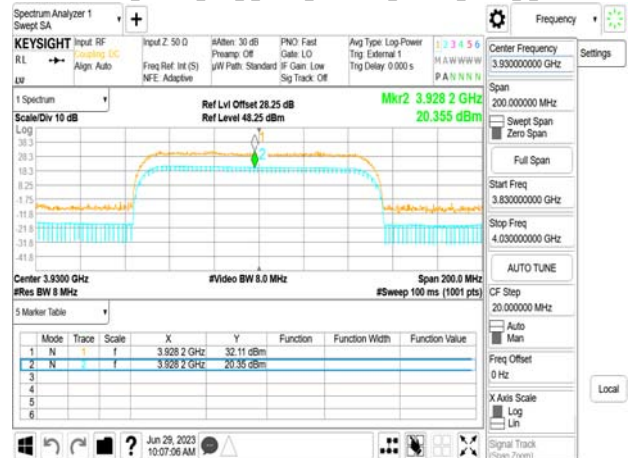 Spectrum Analyzer 1
Swept SA
+
Frequency
KEYSIGHT
RL
Input: RF
Coupling: DC
Align: Auto
Input Z: 50 Ω
Freq Ref: Int (S)
NFE: Adaptive
#Atten: 30 dB
Preamp: Off
µW Path: Standard
PNO: Fast
Gate: LO
IF Gain: Low
Sig Track: Off
Avg Type: Log-Power
Trig: External 1
Trig Delay: 0.000 s
1 2 3 4 5 6
M A W W W W
P A N N N N
1 Spectrum
Scale/Div 10 dB
Ref Lvl Offset 28.25 dB
Ref Level 48.25 dBm
Mkr2 3.928 2 GHz
20.355 dBm
Log
38.3
28.3
18.3
8.25
-1.75
-11.8
-21.8
-31.8
-41.8
1
2
Center 3.9300 GHz
#Res BW 8 MHz
#Video BW 8.0 MHz
Span 200.0 MHz
#Sweep 100 ms (1001 pts)
5 Marker Table
Mode Trace Scale X Y Function Function Width Function Value
1 N 1 f 3.928 2 GHz 32.11 dBm
2 N 2 f 3.928 2 GHz 20.35 dBm
3
4
5
6
?
Jun 29, 2023
10:07:06 AM
Center Frequency
3.930000000 GHz
Settings
Span
200.000000 MHz
Swept Span
Zero Span
Full Span
Start Freq
3.830000000 GHz
Stop Freq
4.030000000 GHz
AUTO TUNE
CF Step
20.000000 MHz
Auto
Man
Freq Offset
0 Hz
X Axis Scale
Log
Lin
Local
Signal Track
(Span Zoom)